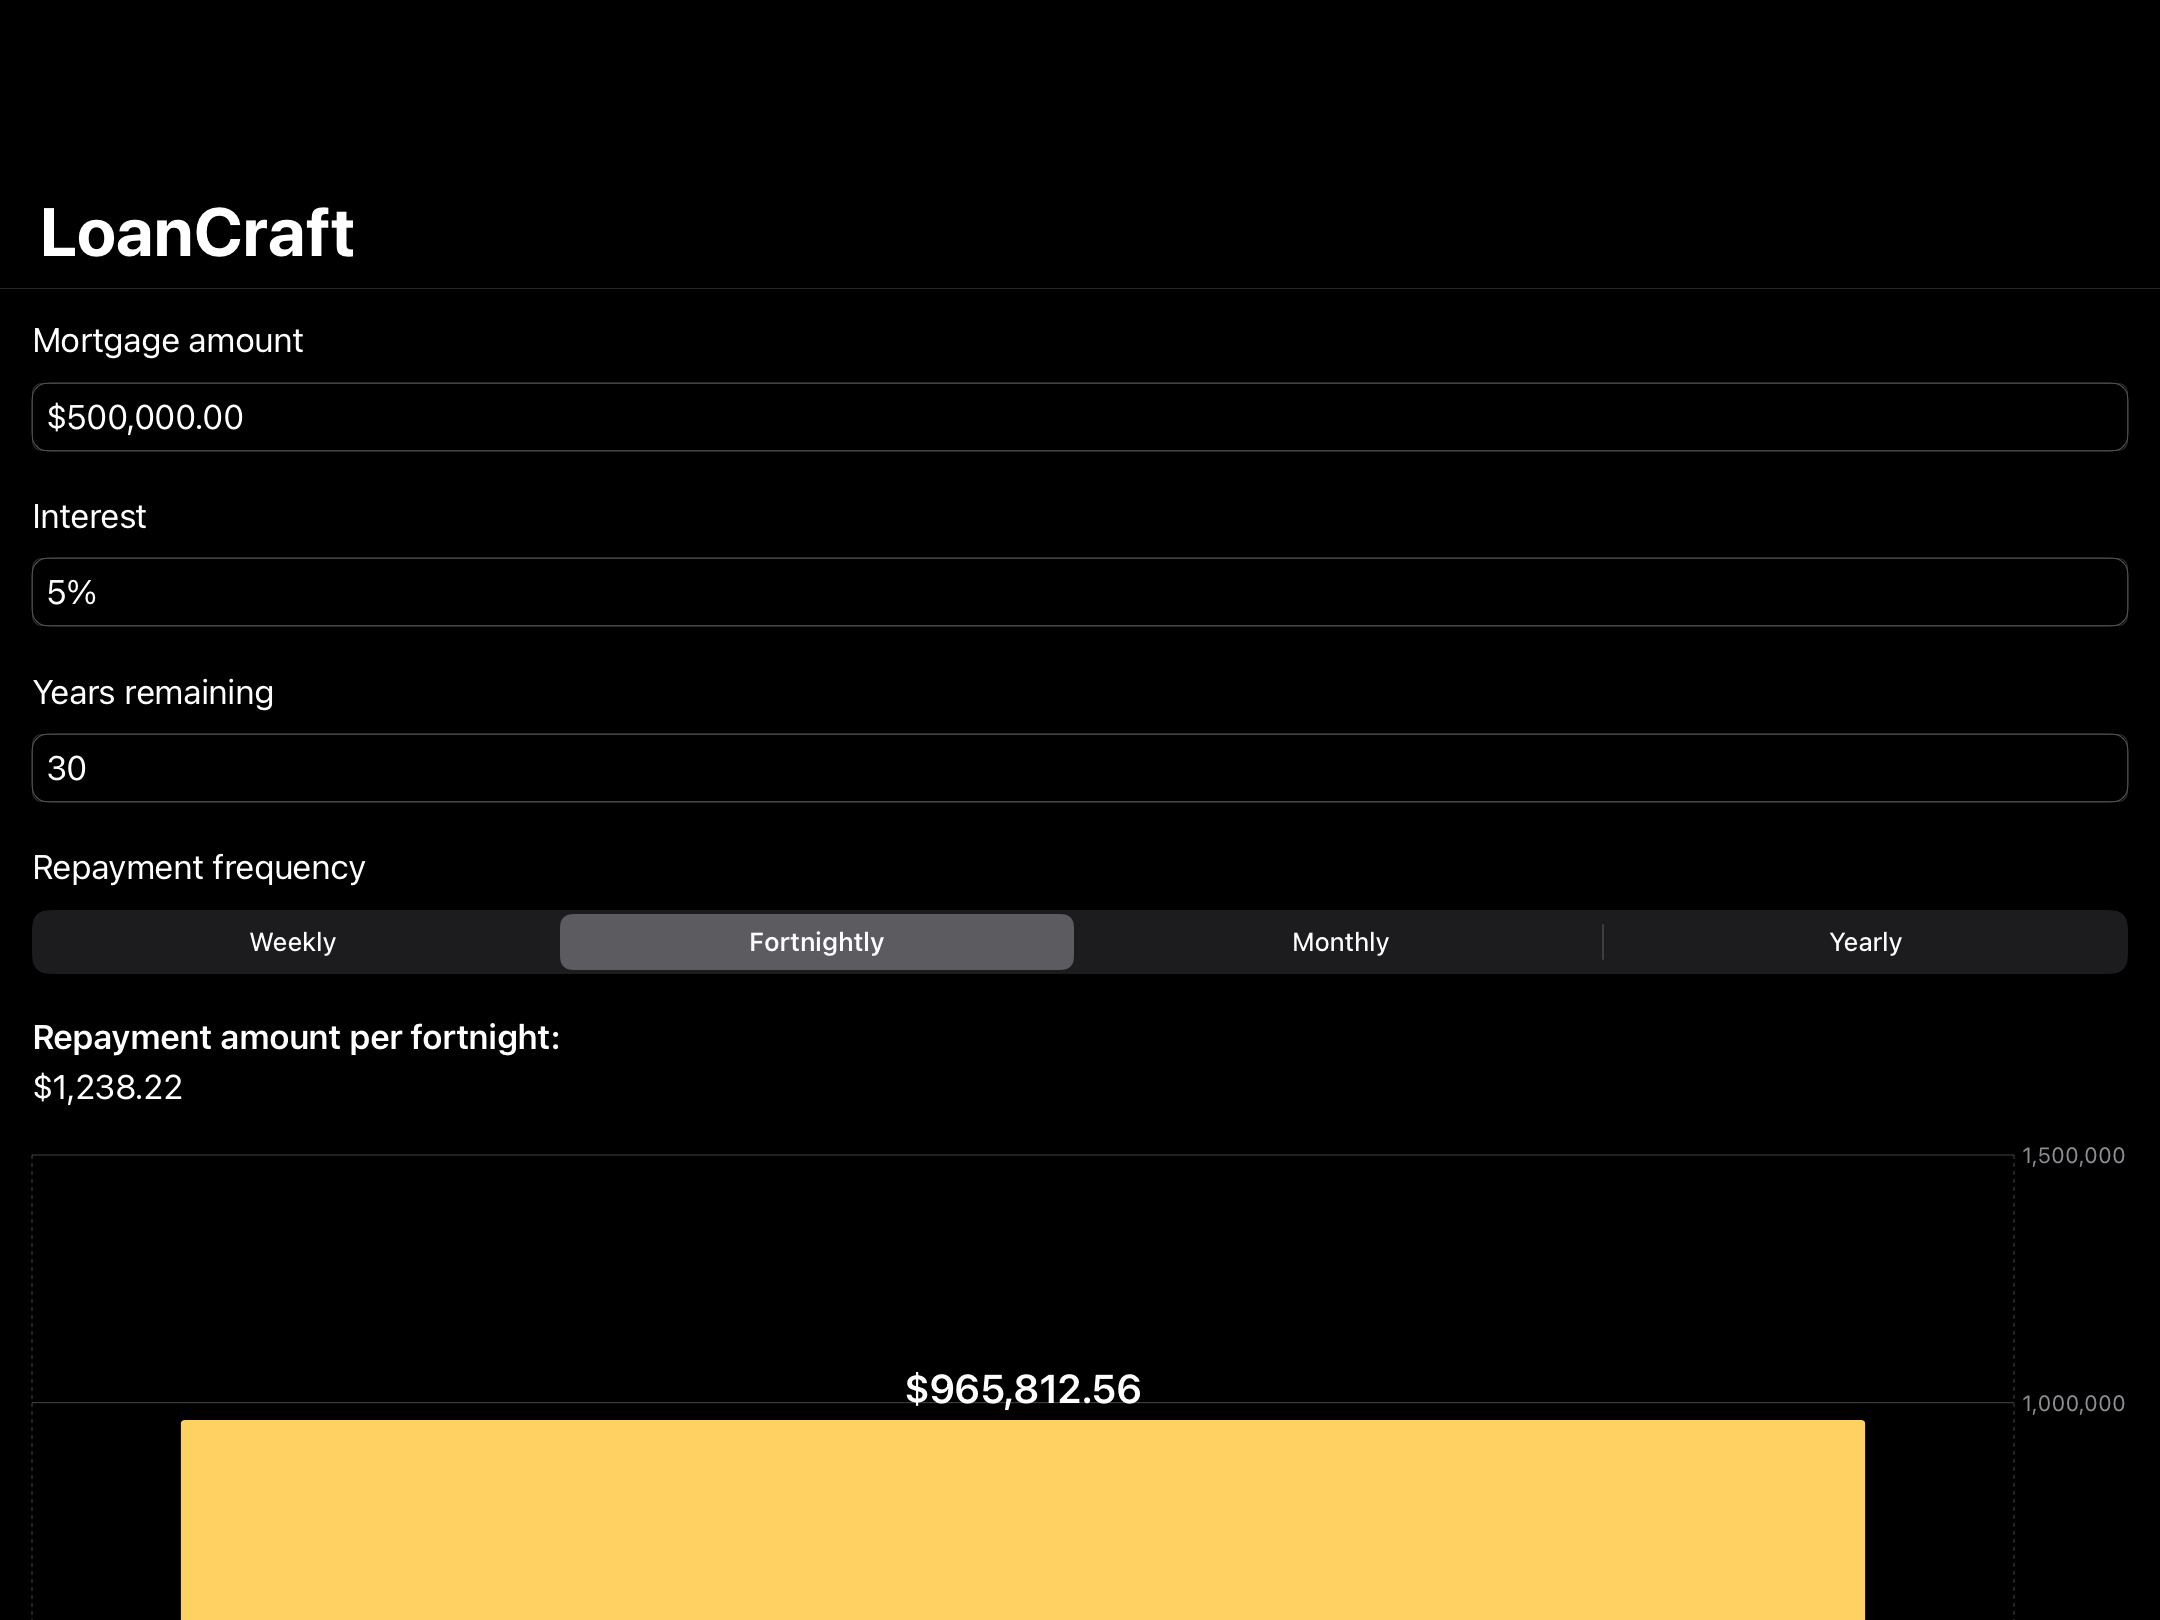 LoanCraft
Mortgage amount
$500,000.00
Interest
5%
Years remaining
30
Repayment frequency
Weekly Fortnightly Monthly Yearly
Repayment amount per fortnight:
$1,238.22
1,500,000
$965,812.56
1,000,000